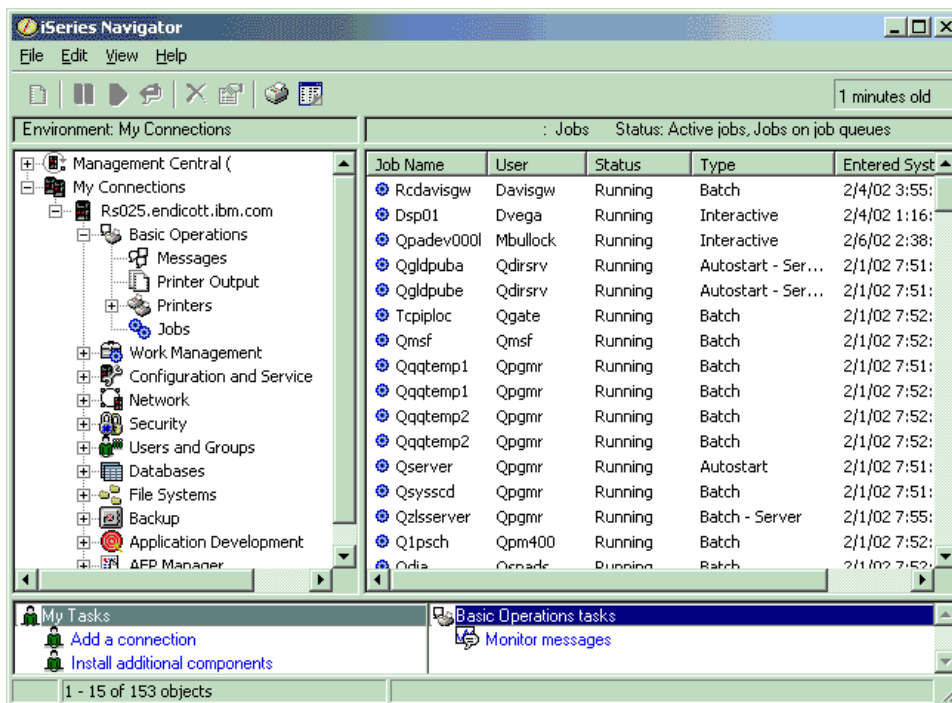 iSeries Navigator
File Edit View Help
1 minutes old
Environment: My Connections
: Jobs Status: Active jobs, Jobs on job queues
Management Central (
My Connections
Rs025.endicott.ibm.com
Basic Operations
Messages
Printer Output
Printers
Jobs
Work Management
Configuration and Service
Network
Security
Users and Groups
Databases
File Systems
Backup
Application Development
AFP Manager
Job Name User Status Type Entered Syst
Rcdavisgw Davisgw Running Batch 2/4/02 3:55:
Dsp01 Dvega Running Interactive 2/4/02 1:16:
Qpadev000l Mbullock Running Interactive 2/6/02 2:38:
Qgldpuba Qdirsrv Running Autostart - Ser... 2/1/02 7:51:
Qgldpube Qdirsrv Running Autostart - Ser... 2/1/02 7:51:
Tcpiploc Qgate Running Batch 2/1/02 7:52:
Qmsf Qmsf Running Batch 2/1/02 7:52:
Qqqtemp1 Qpgmr Running Batch 2/1/02 7:51:
Qqqtemp1 Qpgmr Running Batch 2/1/02 7:52:
Qqqtemp2 Qpgmr Running Batch 2/1/02 7:52:
Qqqtemp2 Qpgmr Running Batch 2/1/02 7:52:
Qserver Qpgmr Running Autostart 2/1/02 7:51:
Qsysscd Qpgmr Running Batch 2/1/02 7:51:
Qzlsserver Qpgmr Running Batch - Server 2/1/02 7:55:
Q1psch Qpm400 Running Batch 2/1/02 7:52:
Qdia Qsnads Running Batch 2/1/02 7:52:
My Tasks
Add a connection
Install additional components
Basic Operations tasks
Monitor messages
1 - 15 of 153 objects